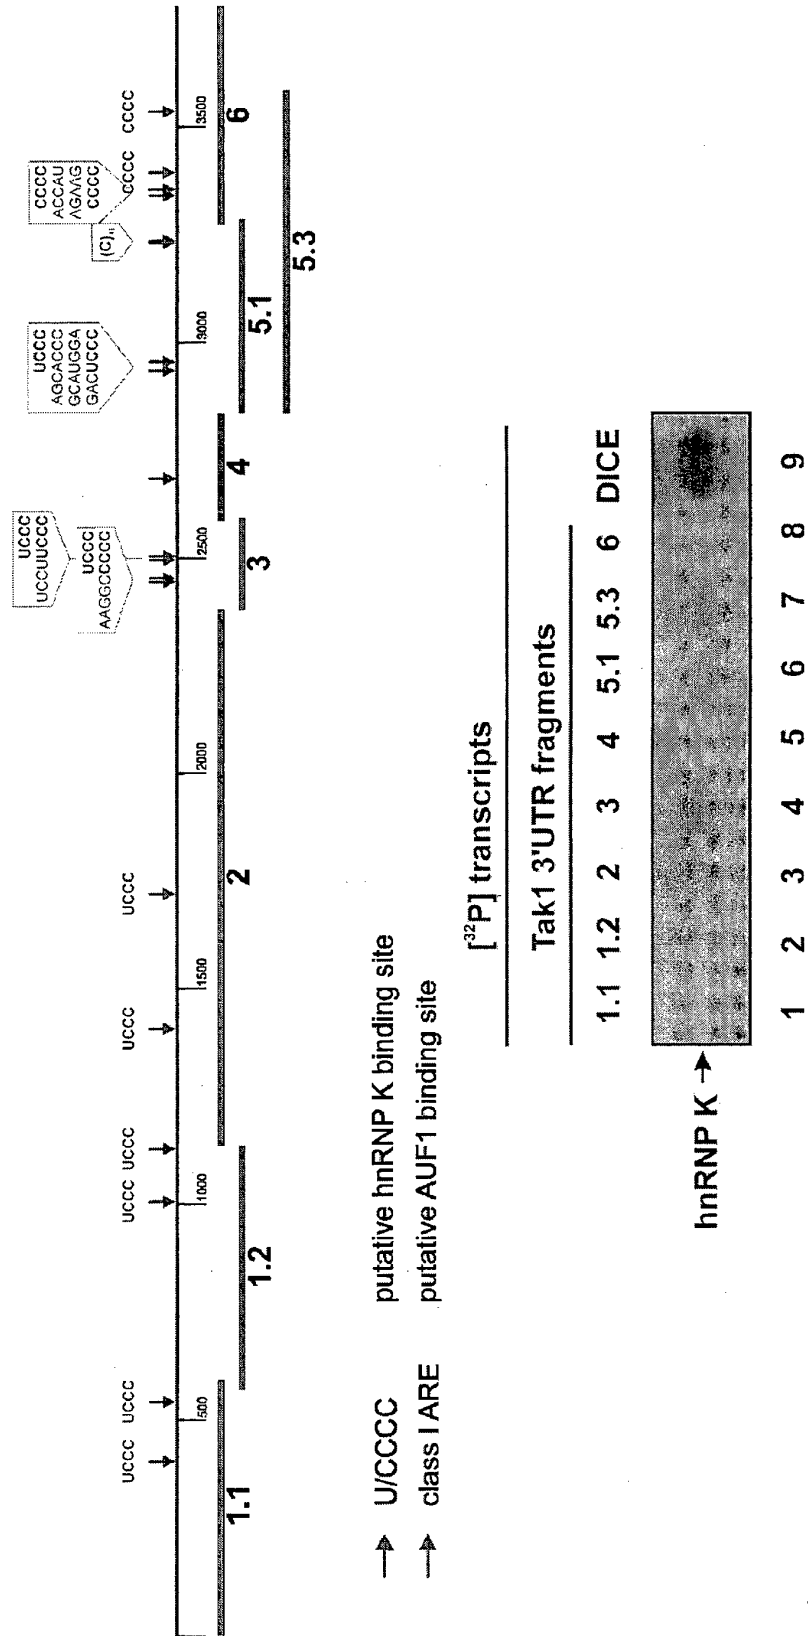 UCCC UCCC UCCC UCCC UCCC UCCC CCCC CCCC
UCCC
UCCUUCCC
UCCC
AAGGCCCCC
UCCC
AGCACCC
GCAUGGA
GACUCCC
(C)n
CCCC
ACCAU
AGAAG
CCCC
500 1000 1500 2000 2500 3000 3500
1.1 1.2 2 3 4 5.1 5.3 6
→ U/CCCC putative hnRNP K binding site
→ class I ARE putative AUF1 binding site
[³²P] transcripts
Tak1 3'UTR fragments
1.1 1.2 2 3 4 5.1 5.3 6 DICE
hnRNP K →
1 2 3 4 5 6 7 8 9